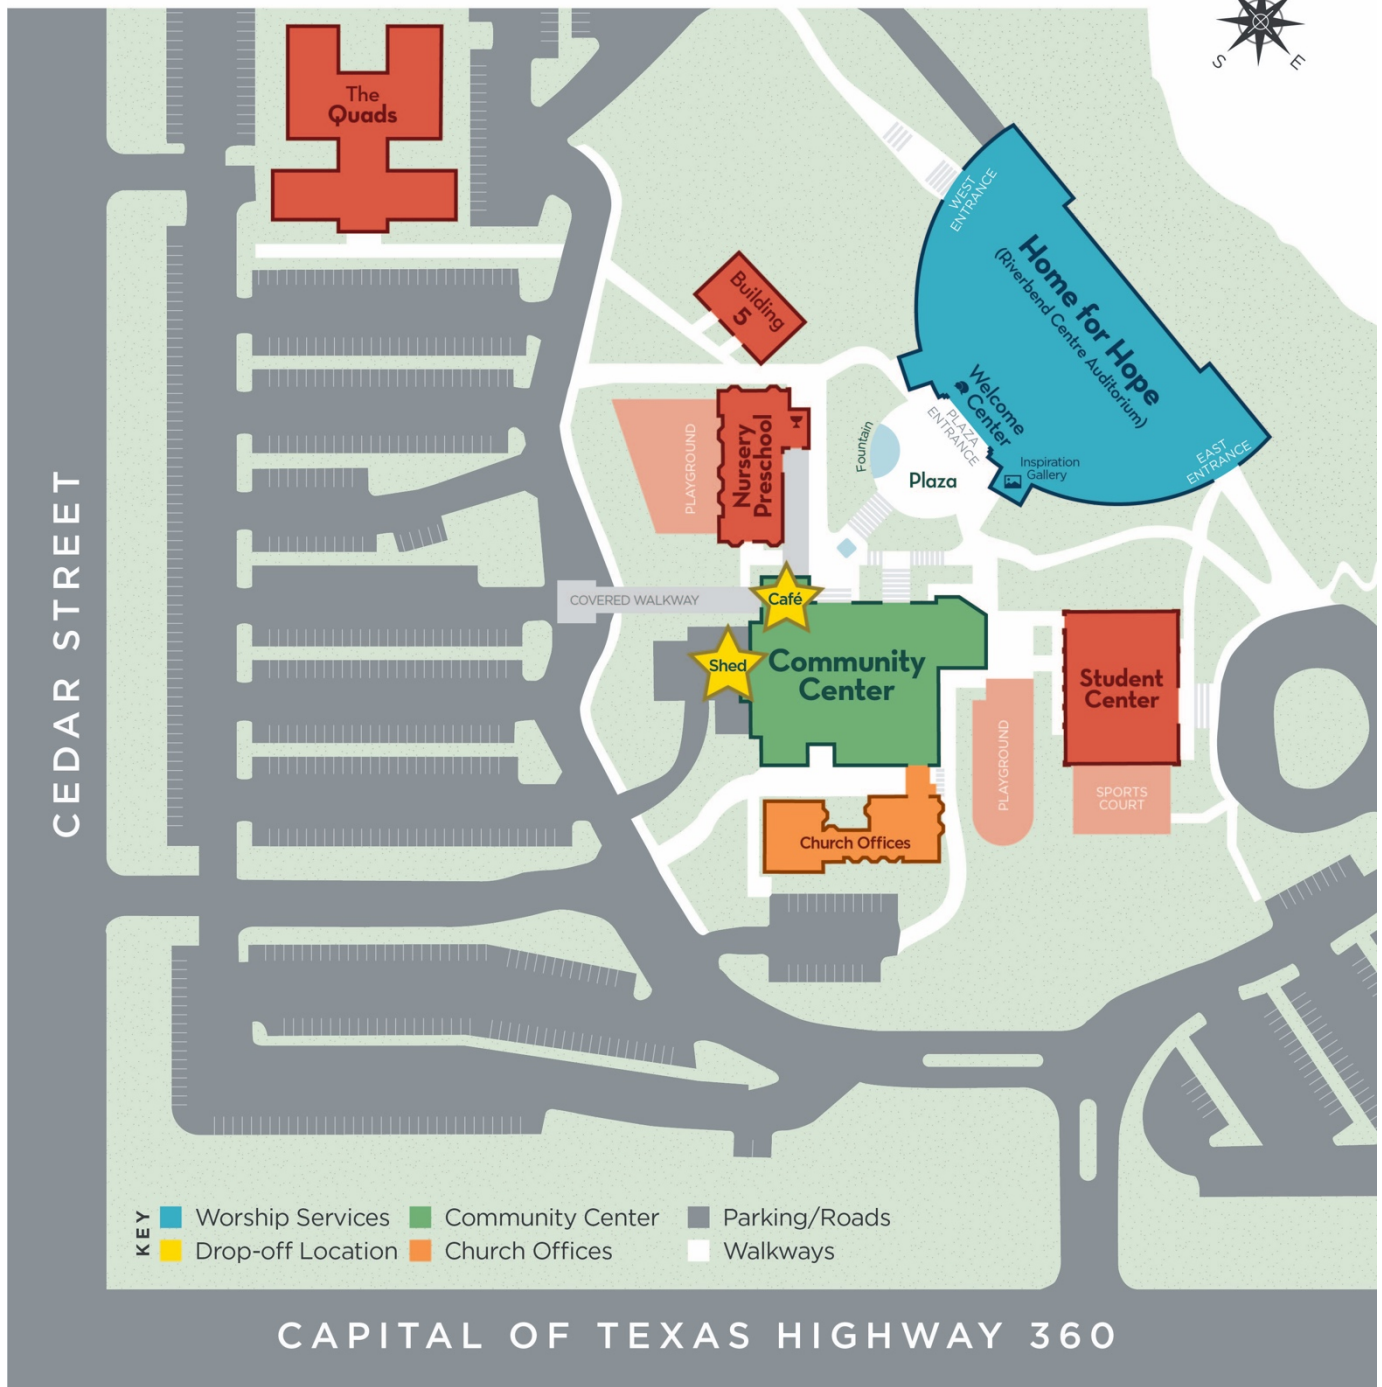 S
E
The
Quads
WEST
ENTRANCE
Home for Hope
(Riverbend Centre Auditorium)
Building
5
Welcome
Center
PLAZA
ENTRANCE
EAST
ENTRANCE
Inspiration
Gallery
Fountain
Plaza
PLAYGROUND
Nursery
Preschool
COVERED WALKWAY
Café
Shed
Community
Center
Student
Center
PLAYGROUND
SPORTS
COURT
Church Offices
CEDAR STREET
KEY
Worship Services
Community Center
Parking/Roads
Drop-off Location
Church Offices
Walkways
CAPITAL OF TEXAS HIGHWAY 360